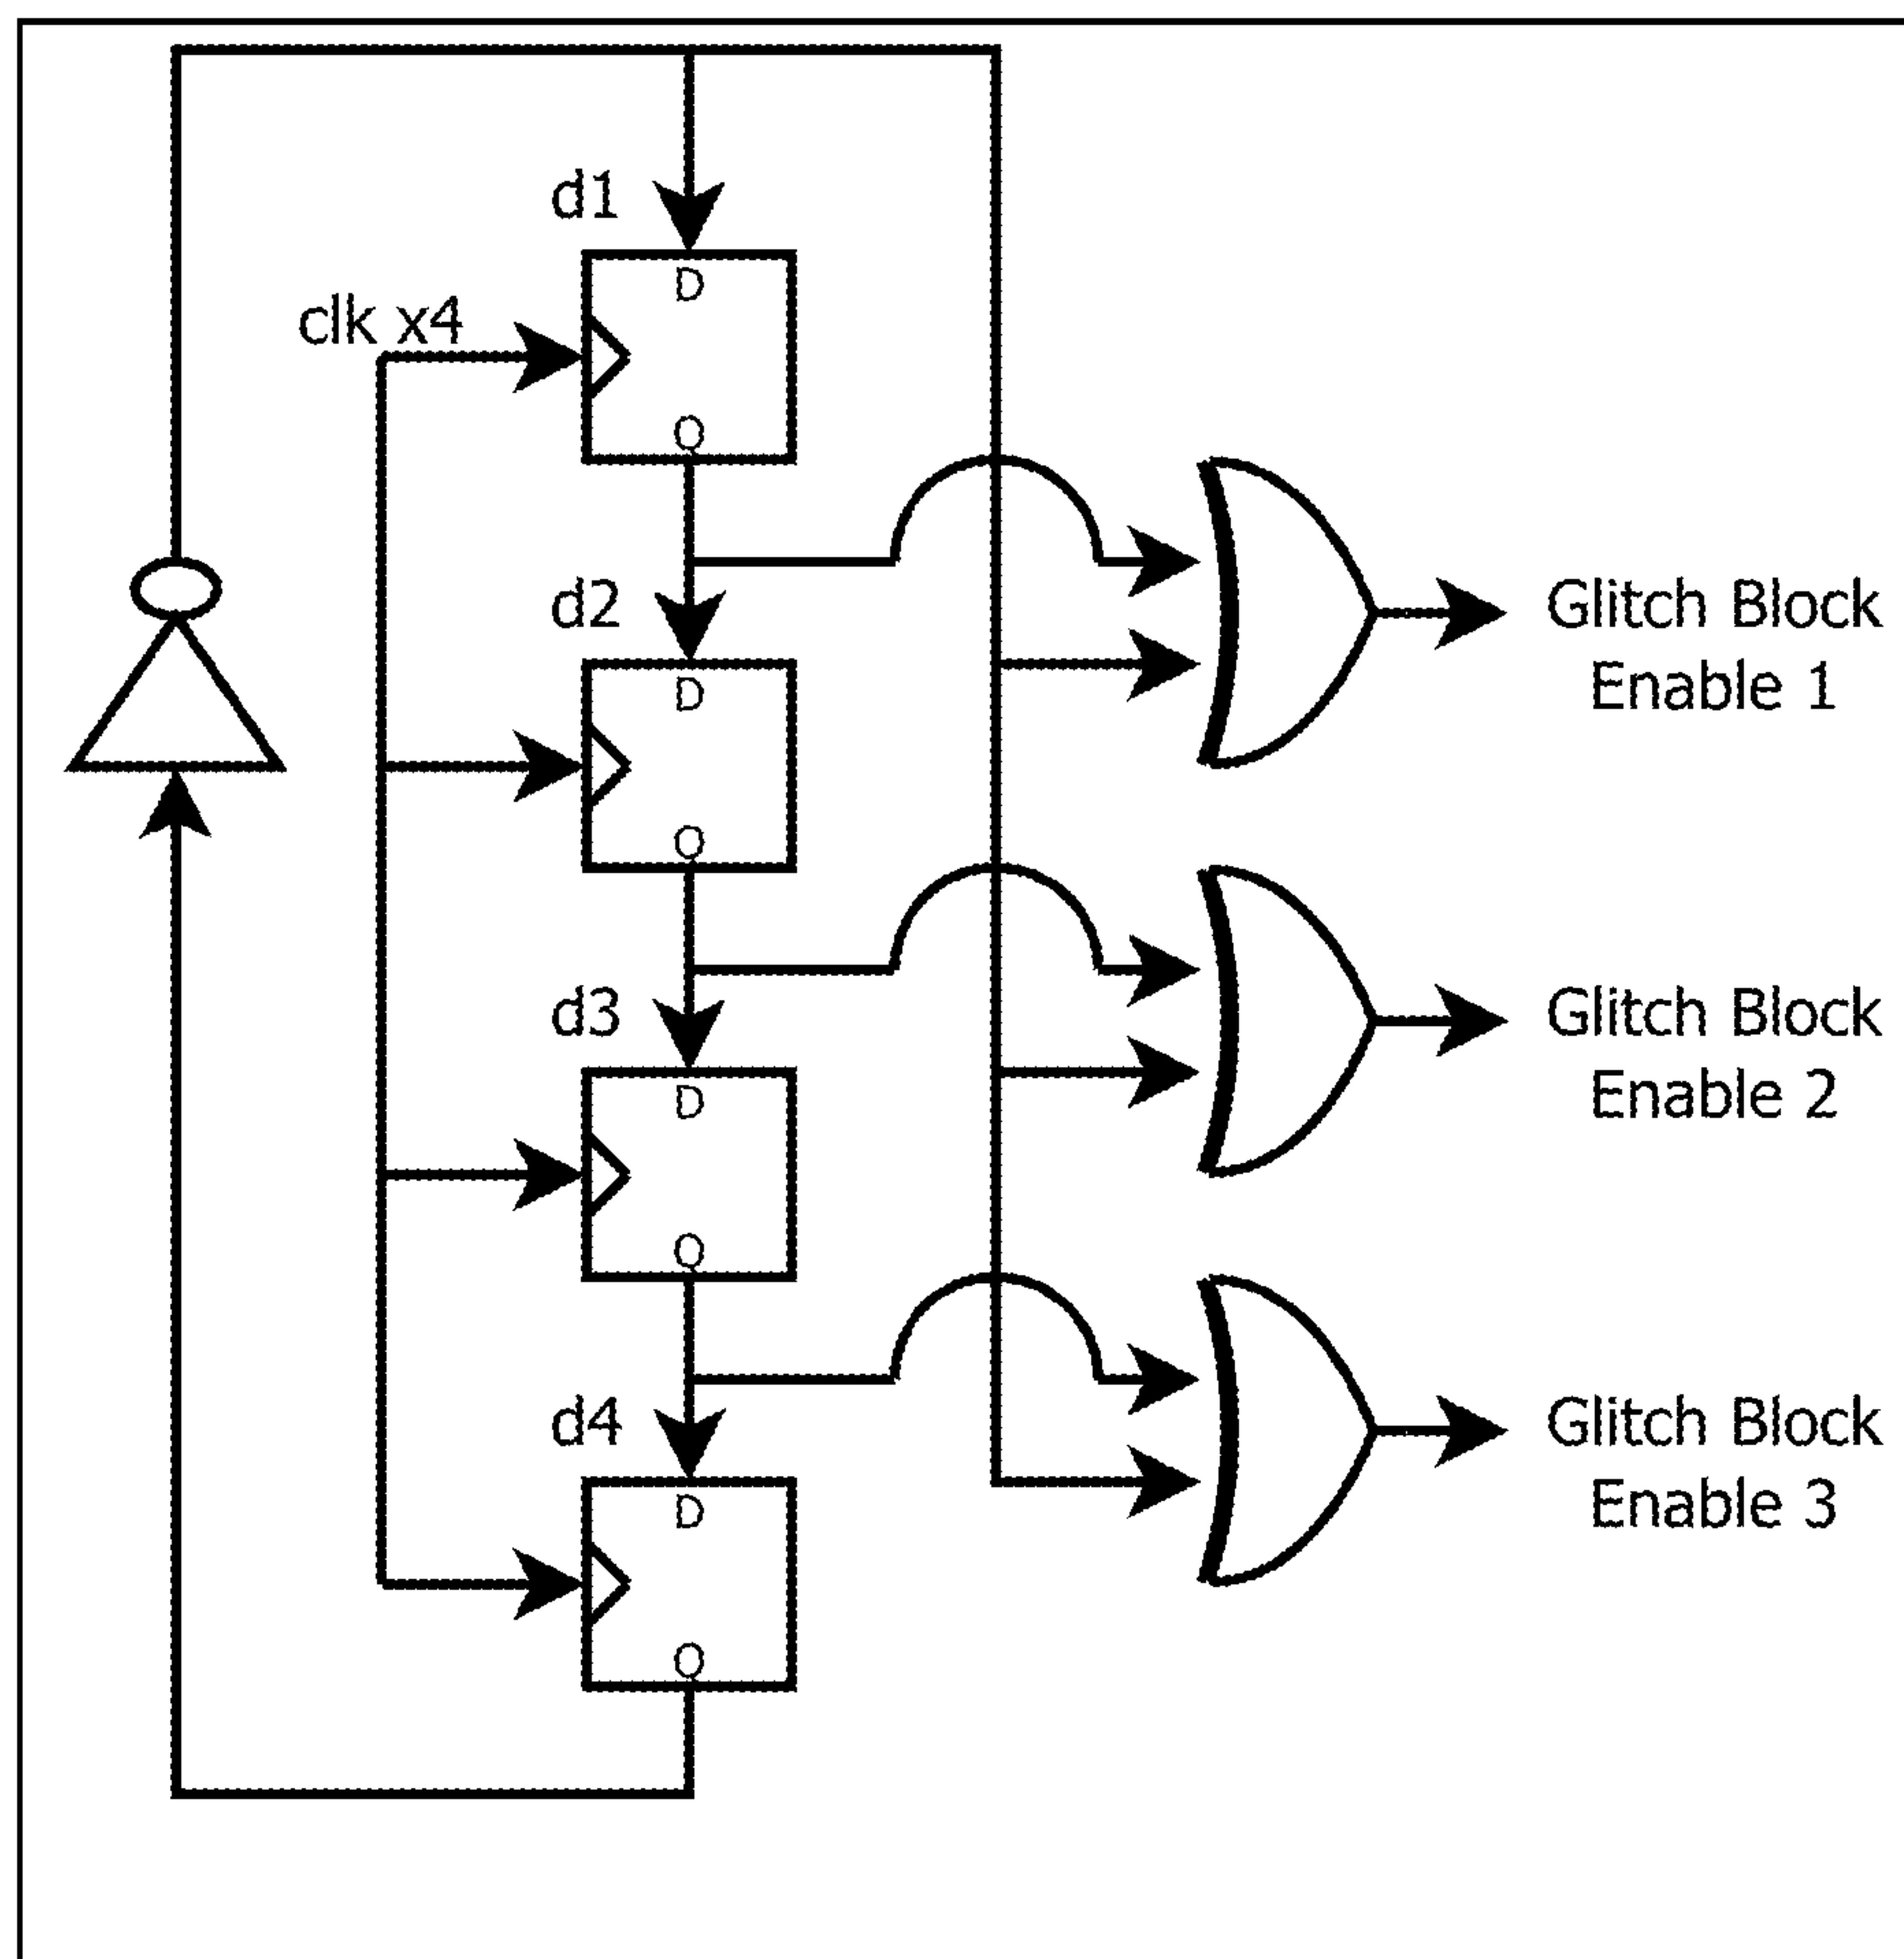 d1
D
clk x4
Q
d2
D
Glitch Block
Enable 1
Q
d3
D
Glitch Block
Enable 2
Q
d4
D
Glitch Block
Enable 3
Q